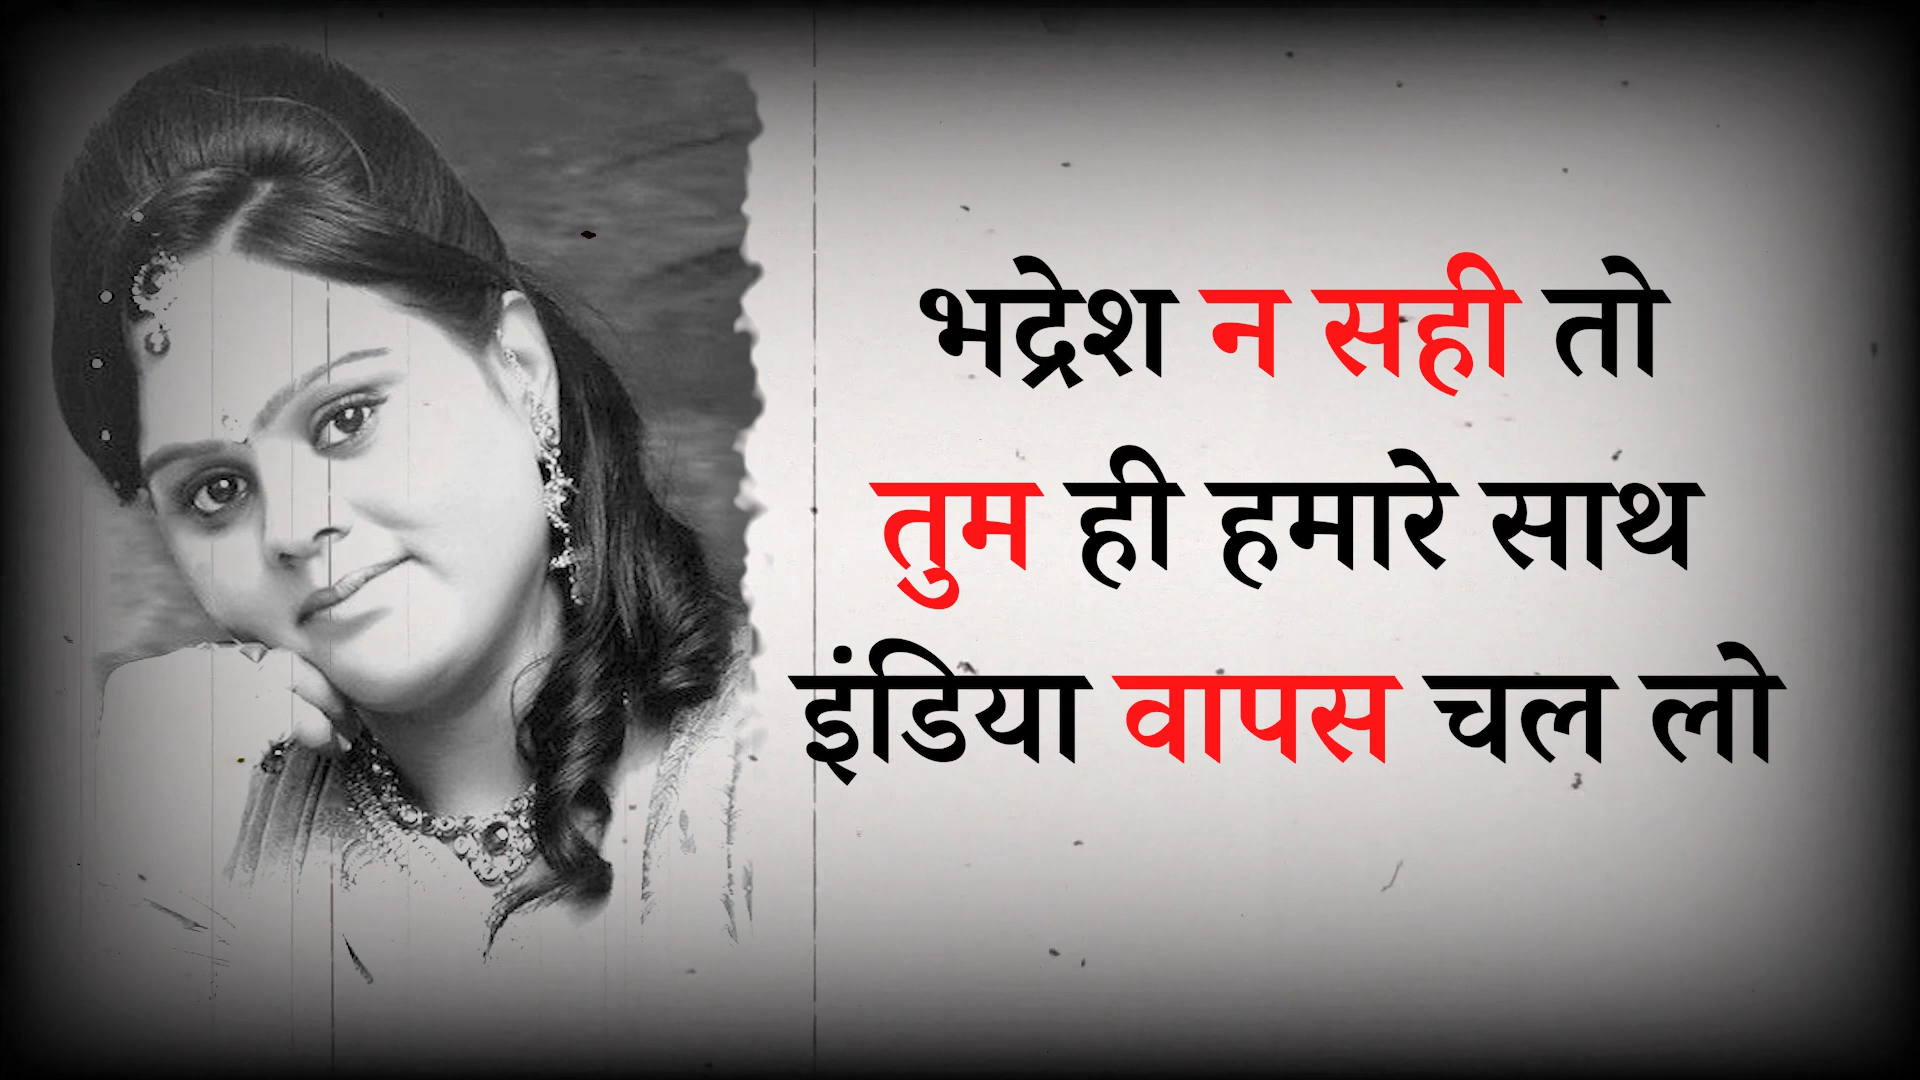 भद्रेश न सही तो
तुम ही हमारे साथ
इंडिया वापस चल लो